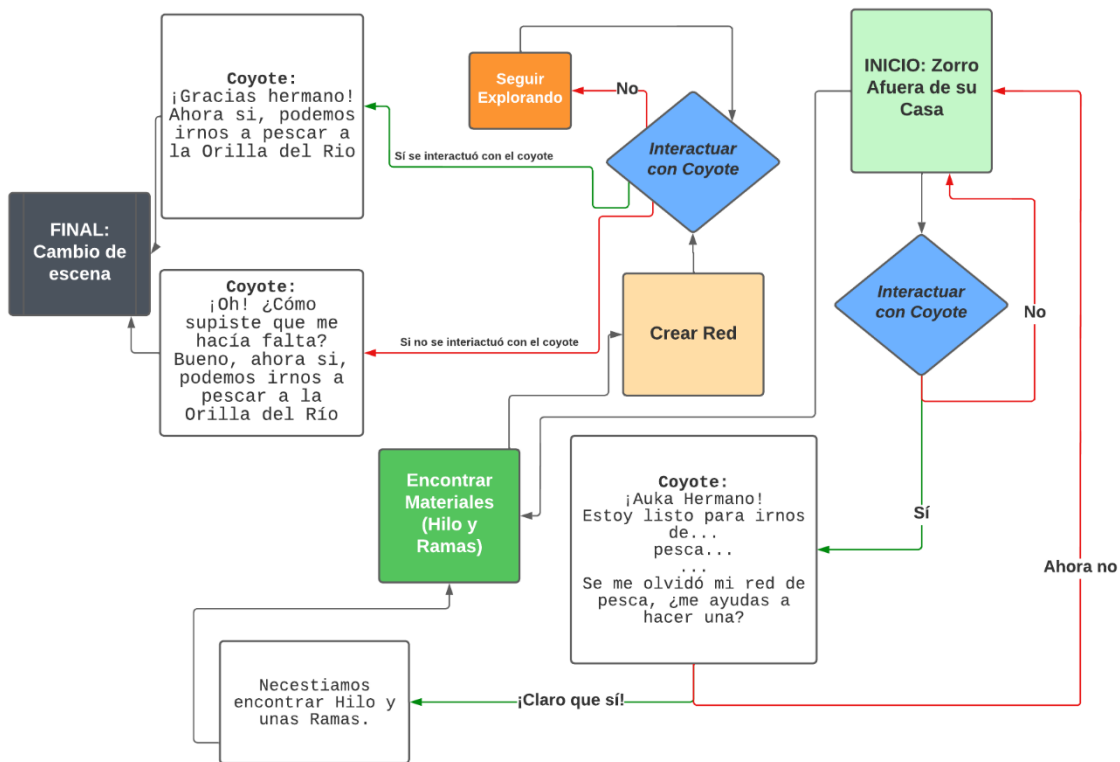 Coyote:
¡Gracias hermano!
Ahora si, podemos
irnos a pescar a
la Orilla del Rio
Seguir
Explorando
No
Interactuar
con Coyote
INICIO: Zorro
Afuera de su
Casa
Sí se interactuó con el coyote
FINAL:
Cambio de
escena
Coyote:
¡Oh! ¿Cómo
supiste que me
hacía falta?
Bueno, ahora si,
podemos irnos a
pescar a la
Orilla del Río
Si no se interiactuó con el coyote
Crear Red
Interactuar
con Coyote
No
Sí
Encontrar
Materiales
(Hilo y
Ramas)
Coyote:
¡Auka Hermano!
Estoy listo para irnos
de...
pesca...
...
Se me olvidó mi red de
pesca, ¿me ayudas a
hacer una?
Ahora no
Necestiamos
encontrar Hilo y
unas Ramas.
¡Claro que sí!